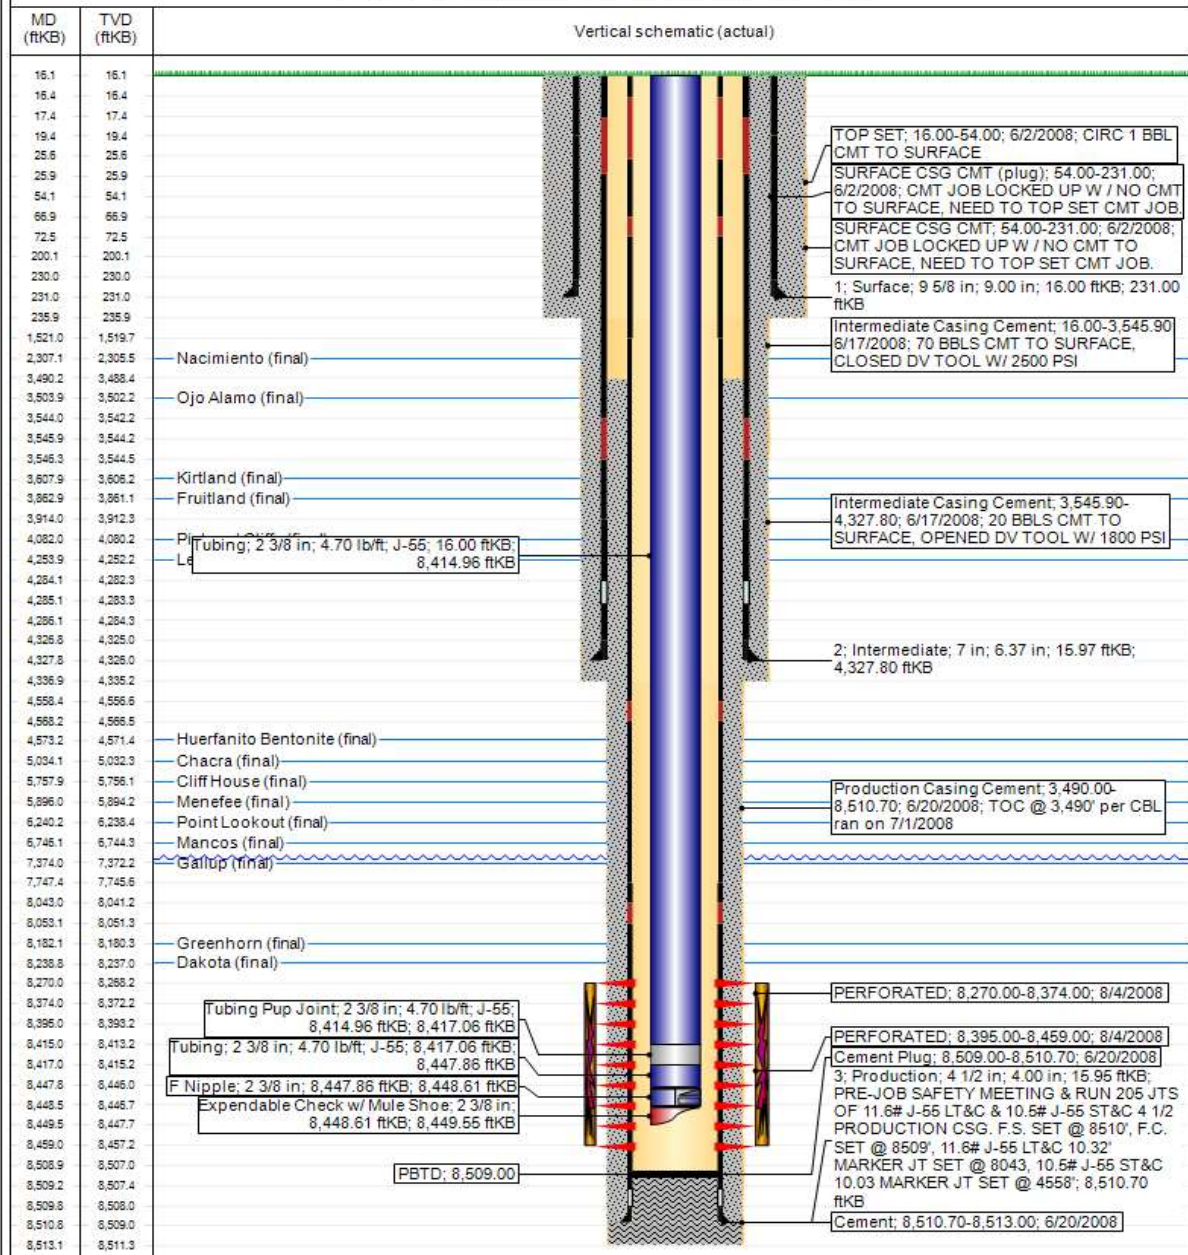 MD (ftKB)
TVD (ftKB)
Vertical schematic (actual)
16.1 16.1
16.4 16.4
17.4 17.4
19.4 19.4
25.6 25.6
25.9 25.9
54.1 54.1
66.9 66.9
72.5 72.5
200.1 200.1
230.0 230.0
231.0 231.0
235.9 235.9
1,521.0 1,519.7
2,307.1 2,305.5
3,490.2 3,488.4
3,503.9 3,502.2
3,544.0 3,542.2
3,545.9 3,544.2
3,546.3 3,544.5
3,607.9 3,606.2
3,862.9 3,861.1
3,914.0 3,912.3
4,082.0 4,080.2
4,253.9 4,252.2
4,284.1 4,282.3
4,285.1 4,283.3
4,286.1 4,284.3
4,326.8 4,325.0
4,327.8 4,326.0
4,336.9 4,335.2
4,558.4 4,556.6
4,568.2 4,566.5
4,573.2 4,571.4
5,034.1 5,032.3
5,757.9 5,756.1
5,896.0 5,894.2
6,240.2 6,238.4
6,746.1 6,744.3
7,374.0 7,372.2
7,747.4 7,745.6
8,043.0 8,041.2
8,053.1 8,051.3
8,182.1 8,180.3
8,238.8 8,237.0
8,270.0 8,268.2
8,374.0 8,372.2
8,395.0 8,393.2
8,415.0 8,413.2
8,417.0 8,415.2
8,447.8 8,446.0
8,448.5 8,446.7
8,449.5 8,447.7
8,459.0 8,457.2
8,508.9 8,507.0
8,509.2 8,507.4
8,509.8 8,508.0
8,510.8 8,509.0
8,513.1 8,511.3
Nacimiento (final)
Ojo Alamo (final)
Kirtland (final)
Fruitland (final)
Tubing; 2 3/8 in; 4.70 lb/ft; J-55; 16.00 ftKB;
8,414.96 ftKB
Huerfanito Bentonite (final)
Chacra (final)
Cliff House (final)
Menefee (final)
Point Lookout (final)
Mancos (final)
Gallup (final)
Greenhorn (final)
Dakota (final)
Tubing Pup Joint; 2 3/8 in; 4.70 lb/ft; J-55;
8,414.96 ftKB; 8,417.06 ftKB
Tubing; 2 3/8 in; 4.70 lb/ft; J-55; 8,417.06 ftKB;
8,447.86 ftKB
F Nipple; 2 3/8 in; 8,447.86 ftKB; 8,448.61 ftKB
Expendable Check w/ Mule Shoe; 2 3/8 in;
8,448.61 ftKB; 8,449.55 ftKB
PBTD; 8,509.00
TOP SET; 16.00-54.00; 6/2/2008; CIRC 1 BBL
CMT TO SURFACE
SURFACE CSG CMT (plug); 54.00-231.00;
6/2/2008; CMT JOB LOCKED UP W / NO CMT
TO SURFACE, NEED TO TOP SET CMT JOB.
SURFACE CSG CMT; 54.00-231.00; 6/2/2008;
CMT JOB LOCKED UP W / NO CMT TO
SURFACE, NEED TO TOP SET CMT JOB.
1; Surface; 9 5/8 in; 9.00 in; 16.00 ftKB; 231.00
ftKB
Intermediate Casing Cement; 16.00-3,545.90
6/17/2008; 70 BBLS CMT TO SURFACE,
CLOSED DV TOOL W/ 2500 PSI
Intermediate Casing Cement; 3,545.90-
4,327.80; 6/17/2008; 20 BBLS CMT TO
SURFACE, OPENED DV TOOL W/ 1800 PSI
2; Intermediate; 7 in; 6.37 in; 15.97 ftKB;
4,327.80 ftKB
Production Casing Cement; 3,490.00-
8,510.70; 6/20/2008; TOC @ 3,490' per CBL
ran on 7/1/2008
PERFORATED; 8,270.00-8,374.00; 8/4/2008
PERFORATED; 8,395.00-8,459.00; 8/4/2008
Cement Plug; 8,509.00-8,510.70; 6/20/2008
3; Production; 4 1/2 in; 4.00 in; 15.95 ftKB;
PRE-JOB SAFETY MEETING & RUN 205 JTS
OF 11.6# J-55 LT&C & 10.5# J-55 ST&C 4 1/2
PRODUCTION CSG. F.S. SET @ 8510', F.C.
SET @ 8509', 11.6# J-55 LT&C 10.32'
MARKER JT SET @ 8043, 10.5# J-55 ST&C
10.03 MARKER JT SET @ 4558'; 8,510.70
ftKB
Cement; 8,510.70-8,513.00; 6/20/2008